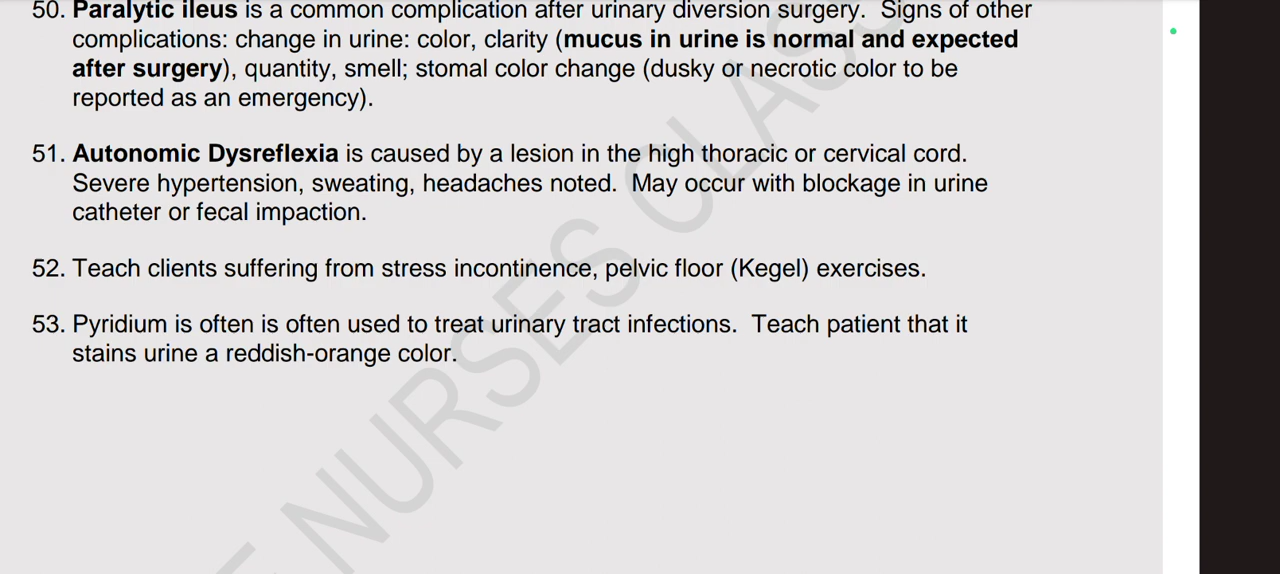 50. Paralytic ileus is a common complication after urinary diversion surgery. Signs of other
complications: change in urine: color, clarity (mucus in urine is normal and expected
after surgery), quantity, smell; stomal color change (dusky or necrotic color to be
reported as an emergency).
51. Autonomic Dysreflexia is caused by a lesion in the high thoracic or cervical cord.
Severe hypertension, sweating, headaches noted. May occur with blockage in urine
catheter or fecal impaction.
52. Teach clients suffering from stress incontinence, pelvic floor (Kegel) exercises.
53. Pyridium is often is often used to treat urinary tract infections. Teach patient that it
stains urine a reddish-orange color.
NURSES CLASS